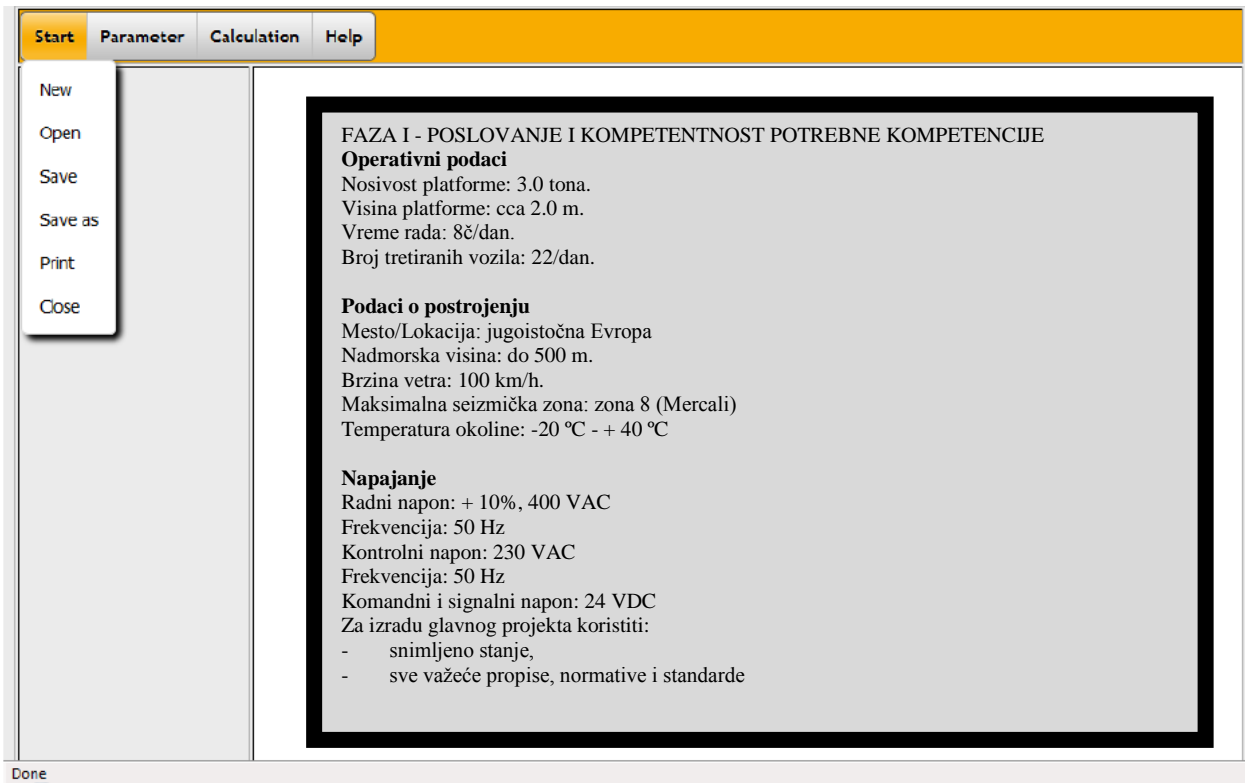 Start Parameter Calculation Help
New
Open
Save
Save as
Print
Close
FAZA I - POSLOVANJE I KOMPETENTNOST POTREBNE KOMPETENCIJE
Operativni podaci
Nosivost platforme: 3.0 tona.
Visina platforme: cca 2.0 m.
Vreme rada: 8č/dan.
Broj tretiranih vozila: 22/dan.
Podaci o postrojenju
Mesto/Lokacija: jugoistočna Evropa
Nadmorska visina: do 500 m.
Brzina vetra: 100 km/h.
Maksimalna seizmička zona: zona 8 (Mercali)
Temperatura okoline: -20 ºC - + 40 ºC
Napajanje
Radni napon: + 10%, 400 VAC
Frekvencija: 50 Hz
Kontrolni napon: 230 VAC
Frekvencija: 50 Hz
Komandni i signalni napon: 24 VDC
Za izradu glavnog projekta koristiti:
- snimljeno stanje,
- sve važeće propise, normative i standarde
Done